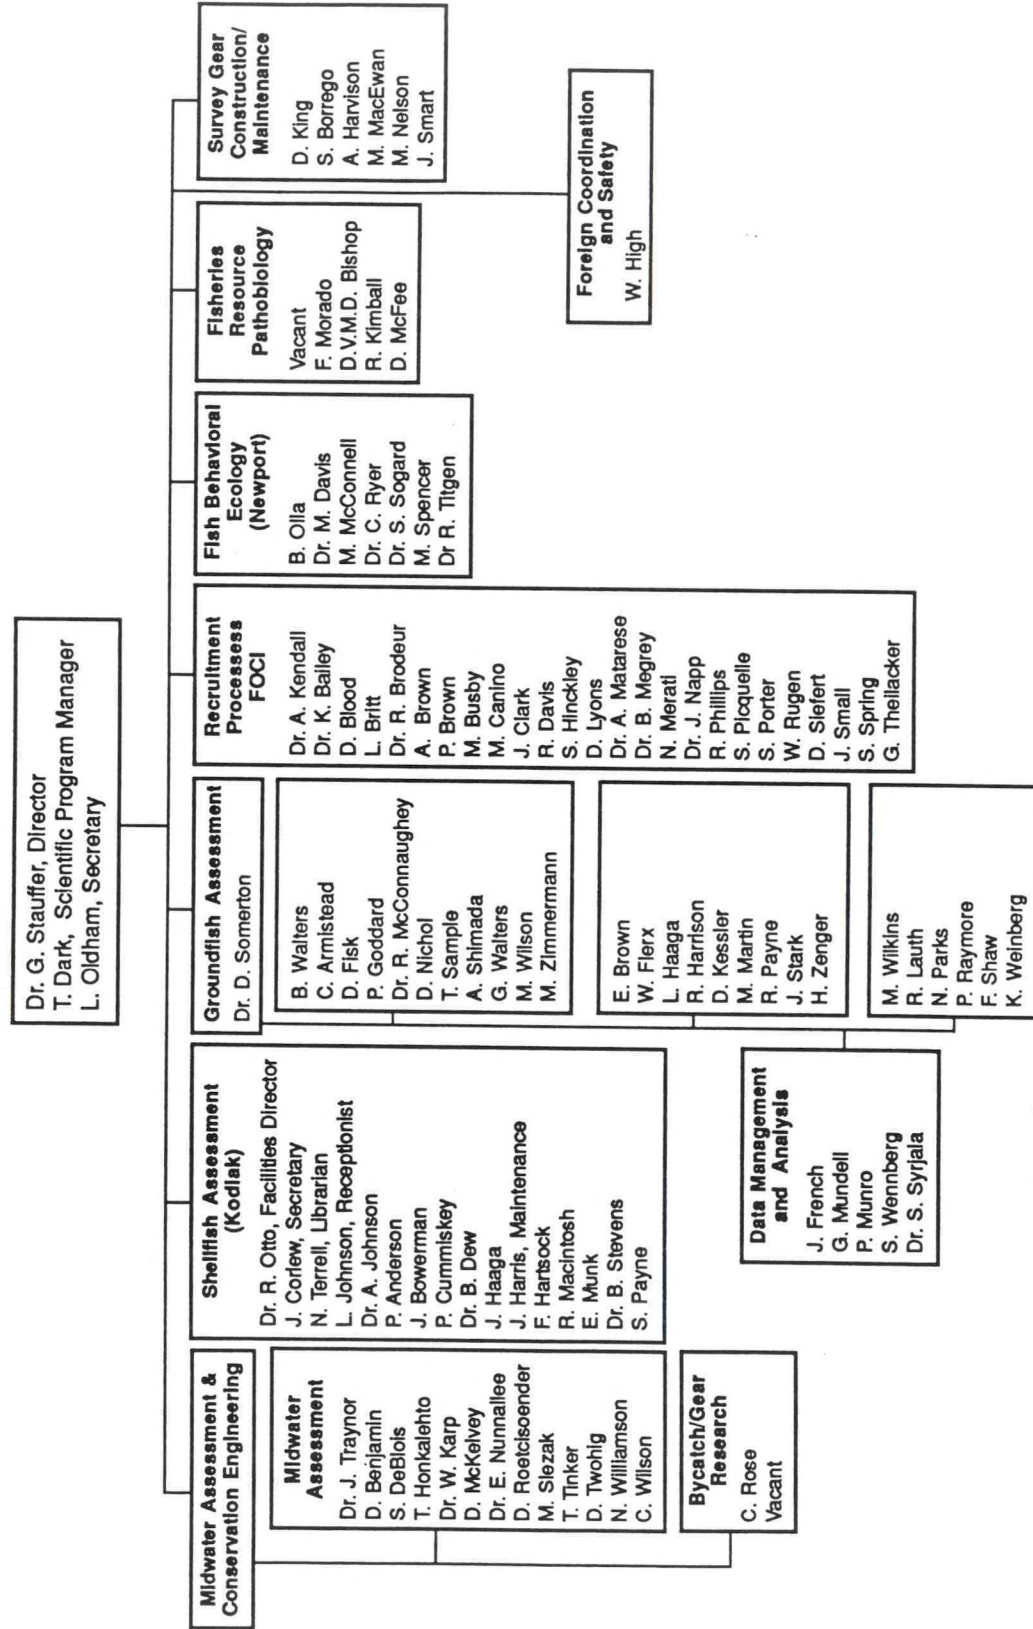 Dr. G. Stauffer, Director
T. Dark, Scientific Program Manager
L. Oldham, Secretary
Midwater Assessment &
Conservation Engineering
Midwater
Assessment
Dr. J. Traynor
D. Benjamin
S. DeBlois
T. Honkalehto
Dr. W. Karp
D. McKelvey
Dr. E. Nunnallee
D. Roetcisoender
M. Slezak
T. Tinker
D. Twohig
N. Williamson
C. Wilson
Bycatch/Gear
Research
C. Rose
Vacant
Shellfish Assessment
(Kodiak)
Dr. R. Otto, Facilities Director
J. Corlew, Secretary
N. Terrell, Librarian
L. Johnson, Receptionist
Dr. A. Johnson
P. Anderson
J. Bowerman
P. Cummiskey
Dr. B. Dew
J. Haaga
J. Harris, Maintenance
F. Hartsock
R. Macintosh
E. Munk
Dr. B. Stevens
S. Payne
Groundfish Assessment
Dr. D. Somerton
B. Walters
C. Armistead
D. Fisk
P. Goddard
Dr. R. McConnaughey
D. Nichol
T. Sample
A. Shimada
G. Walters
M. Wilson
M. Zimmermann
E. Brown
W. Flerx
L. Haaga
R. Harrison
D. Kessler
M. Martin
R. Payne
J. Stark
H. Zenger
M. Wilkins
R. Lauth
N. Parks
P. Raymore
F. Shaw
K. Weinberg
Data Management
and Analysis
J. French
G. Mundell
P. Munro
S. Wennberg
Dr. S. Syrjala
Recruitment
Processess
FOCI
Dr. A. Kendall
Dr. K. Bailey
D. Blood
L. Britt
Dr. R. Brodeur
A. Brown
P. Brown
M. Busby
M. Canino
J. Clark
R. Davis
S. Hinckley
D. Lyons
Dr. A. Matarese
Dr. B. Megrey
N. Merati
Dr. J. Napp
R. Phillips
S. Picquelle
S. Porter
W. Rugen
D. Siefert
J. Small
S. Spring
G. Theilacker
Fish Behavioral
Ecology
(Newport)
B. Olla
Dr. M. Davis
M. McConnell
Dr. C. Ryer
Dr. S. Sogard
M. Spencer
Dr R. Titgen
Fisheries
Resource
Pathobiology
Vacant
F. Morado
D.V.M.D. Bishop
R. Kimball
D. McFee
Survey Gear
Construction/
Maintenance
D. King
S. Borrego
A. Harvison
M. MacEwan
M. Nelson
J. Smart
Foreign Coordination
and Safety
W. High